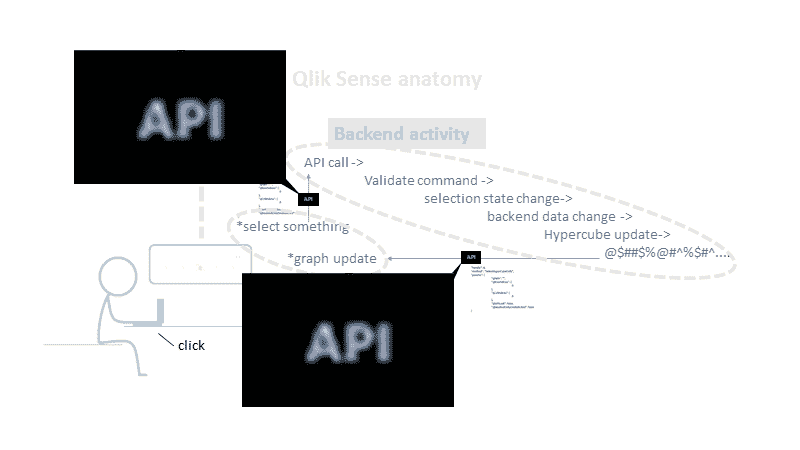 Qlik Sense anatomy
API
Backend activity
API call ->
Validate command ->
API
selection state change->
backend data change ->
*select something
Hypercube update->
@$##$%@#^%$#^....
*graph update
API
API
click